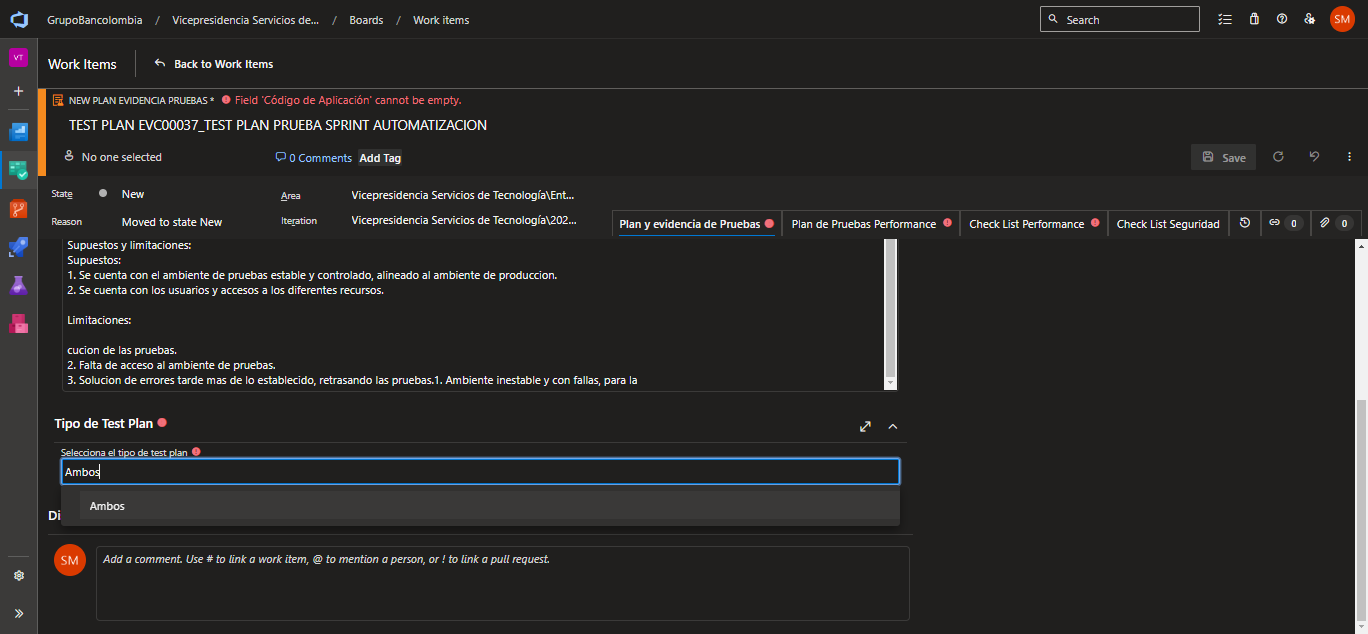 GrupoBancolombia / Vicepresidencia Servicios de... / Boards / Work items
Search
SM
VT
Work Items
Back to Work Items
NEW PLAN EVIDENCIA PRUEBAS * Field 'Código de Aplicación' cannot be empty.
TEST PLAN EVC00037_TEST PLAN PRUEBA SPRINT AUTOMATIZACION
No one selected
0 Comments
Add Tag
Save
State
New
Area
Vicepresidencia Servicios de Tecnología\Ent...
Reason
Moved to state New
Iteration
Vicepresidencia Servicios de Tecnología\202...
Plan y evidencia de Pruebas
Plan de Pruebas Performance
Check List Performance
Check List Seguridad
0
0
Supuestos y limitaciones:
Supuestos:
1. Se cuenta con el ambiente de pruebas estable y controlado, alineado al ambiente de produccion.
2. Se cuenta con los usuarios y accesos a los diferentes recursos.
Limitaciones:
cucion de las pruebas.
2. Falta de acceso al ambiente de pruebas.
3. Solucion de errores tarde mas de lo establecido, retrasando las pruebas.1. Ambiente inestable y con fallas, para la
Tipo de Test Plan
Selecciona el tipo de test plan
Ambos
Ambos
Di
SM
Add a comment. Use # to link a work item, @ to mention a person, or ! to link a pull request.